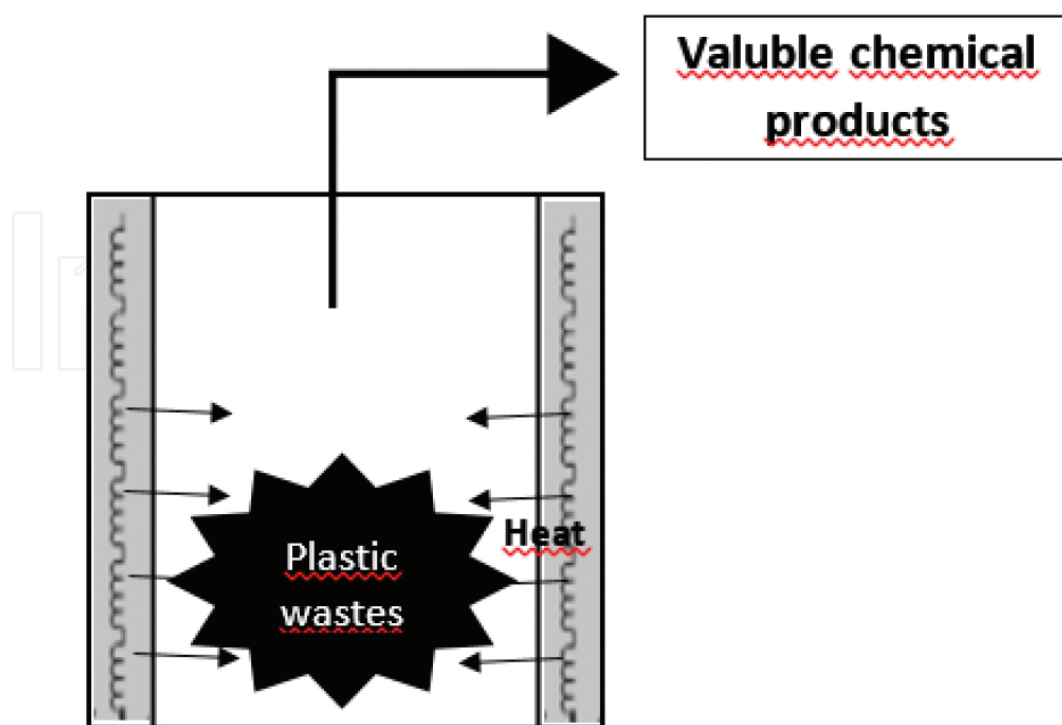 Valuble chemical
products
Heat
Plastic
wastes